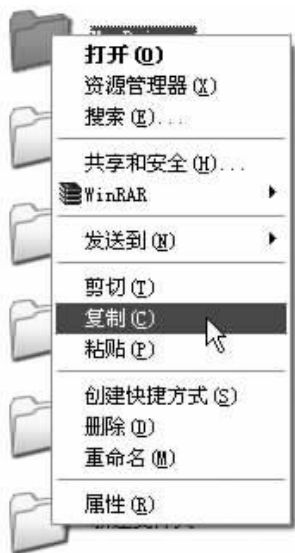 打开(O)
资源管理器(X)
搜索(E)...
共享和安全(H)...
WinRAR
发送到(N)
剪切(T)
复制(C)
粘贴(P)
创建快捷方式(S)
删除(D)
重命名(M)
属性(R)